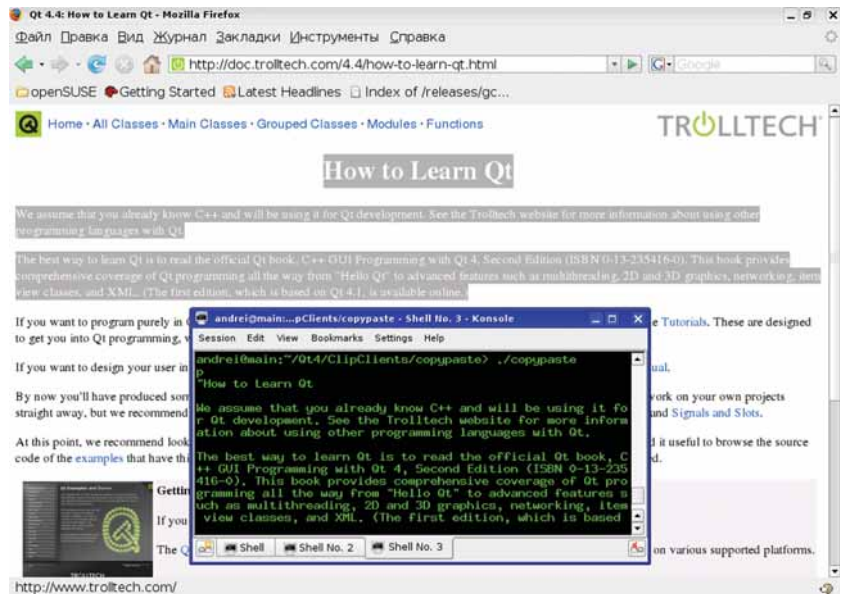 Qt 4.4: How to Learn Qt - Mozilla Firefox
Файл Правка Вид Журнал Закладки Инструменты Справка
http://doc.trolltech.com/4.4/how-to-learn-qt.html
Google
openSUSE Getting Started Latest Headlines Index of /releases/gc...
Home · All Classes · Main Classes · Grouped Classes · Modules · Functions
TROLLTECH
How to Learn Qt
We assume that you already know C++ and will be using it for Qt development. See the Trolltech website for more information about using other
programming languages with Qt.
The best way to learn Qt is to read the official Qt book, C++ GUI Programming with Qt 4, Second Edition (ISBN 0-13-235416-0). This book provides
comprehensive coverage of Qt programming all the way from "Hello Qt" to advanced features such as multithreading, 2D and 3D graphics, networking, item
view classes, and XML. (The first edition, which is based on Qt 4.1, is available online.)
If you want to program purely in
e Tutorials. These are designed
to get you into Qt programming,
If you want to design your user in
ual.
By now you'll have produced som
work on your own projects
straight away, but we recommend
and Signals and Slots.
At this point, we recommend look
d it useful to browse the source
code of the examples that have thi
d.
andrei@main:...pClients/copypaste - Shell No. 3 - Konsole
Session Edit View Bookmarks Settings Help
andrei@main:~/Qt4/ClipClients/copypaste> ./copypaste
p
"How to Learn Qt
We assume that you already know C++ and will be using it fo
r Qt development. See the Trolltech website for more inform
ation about using other programming languages with Qt.
The best way to learn Qt is to read the official Qt book, C
++ GUI Programming with Qt 4, Second Edition (ISBN 0-13-235
416-0). This book provides comprehensive coverage of Qt pro
gramming all the way from "Hello Qt" to advanced features s
uch as multithreading, 2D and 3D graphics, networking, item
view classes, and XML. (The first edition, which is based
Shell Shell No. 2 Shell No. 3
Gettin
If you
The Q
on various supported platforms.
TROLLTECH
http://www.trolltech.com/